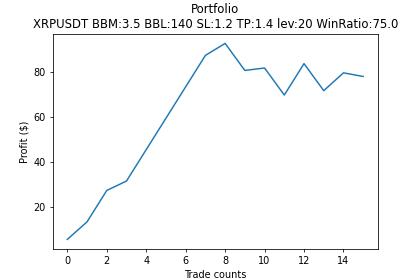 Portfolio
XRPUSDT BBM:3.5 BBL:140 SL:1.2 TP:1.4 lev:20 WinRatio:75.0
80
60
40
20
Profit ($)
0 2 4 6 8 10 12 14
Trade counts